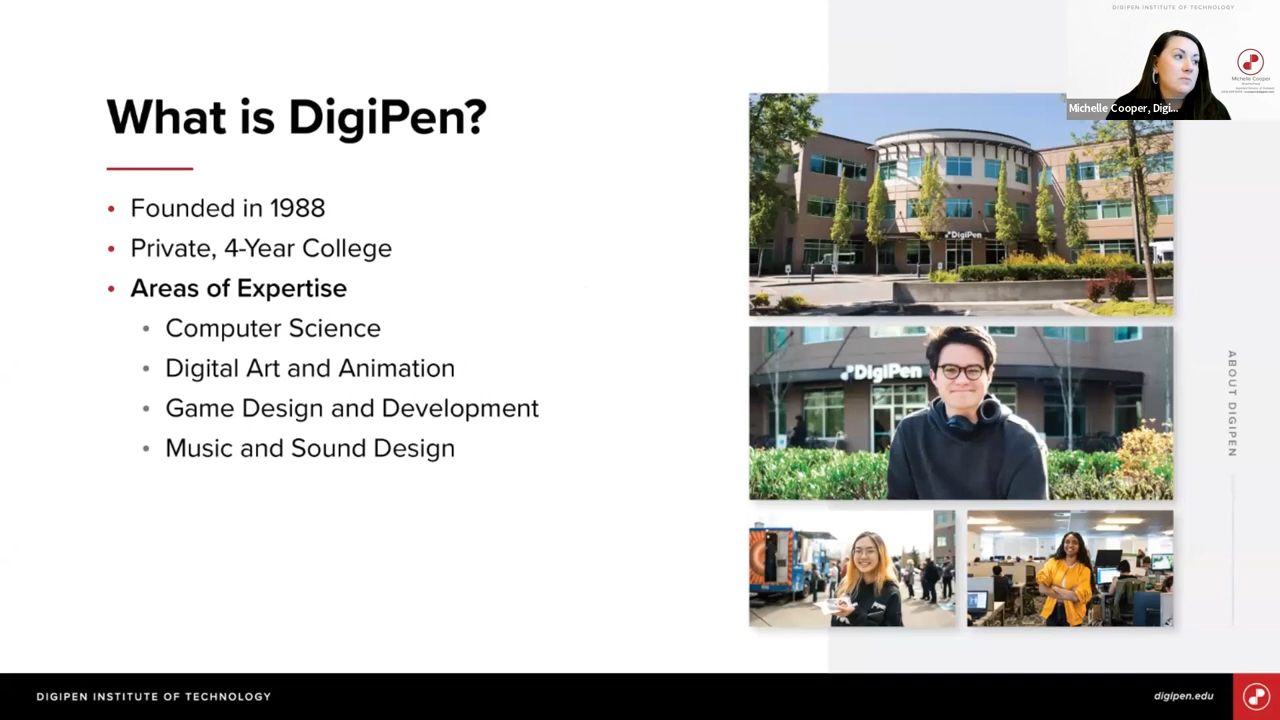 DIGIPEN INSTITUTE OF TECHNOLOGY
Michelle Cooper
Michelle Cooper, Digi...
What is DigiPen?
• Founded in 1988
• Private, 4-Year College
• Areas of Expertise
• Computer Science
• Digital Art and Animation
• Game Design and Development
• Music and Sound Design
DigiPen
DigiPen
ABOUT DIGIPEN
DIGIPEN INSTITUTE OF TECHNOLOGY
digipen.edu